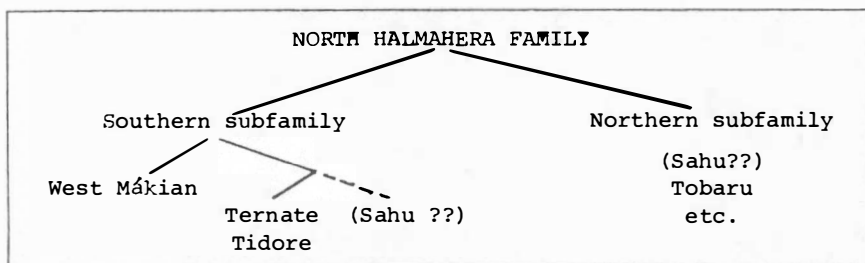 NORTH HALMAHERA FAMILY
Southern subfamily Northern subfamily
(Sahu??)
West Mákian Tobaru
Ternate (Sahu ??) etc.
Tidore